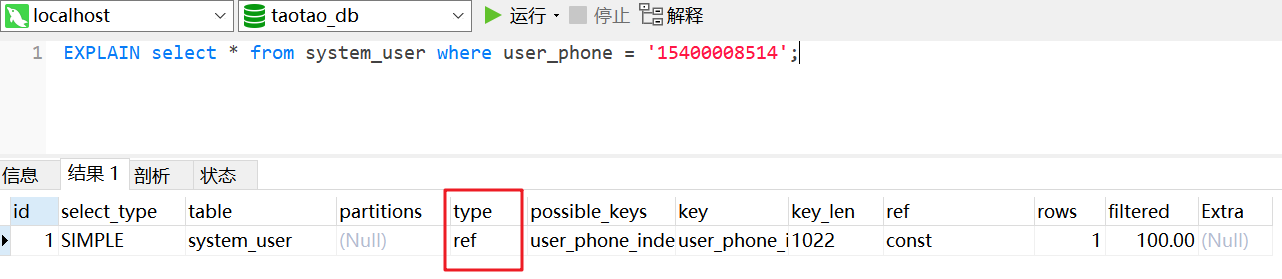 localhost taotao_db 运行 停止 解释
1 EXPLAIN select * from system_user where user_phone = '15400008514';
信息 结果 1 剖析 状态
id select_type table partitions type possible_keys key key_len ref rows filtered Extra
1 SIMPLE system_user (Null) ref user_phone_inde user_phone_i 1022 const 1 100.00 (Null)